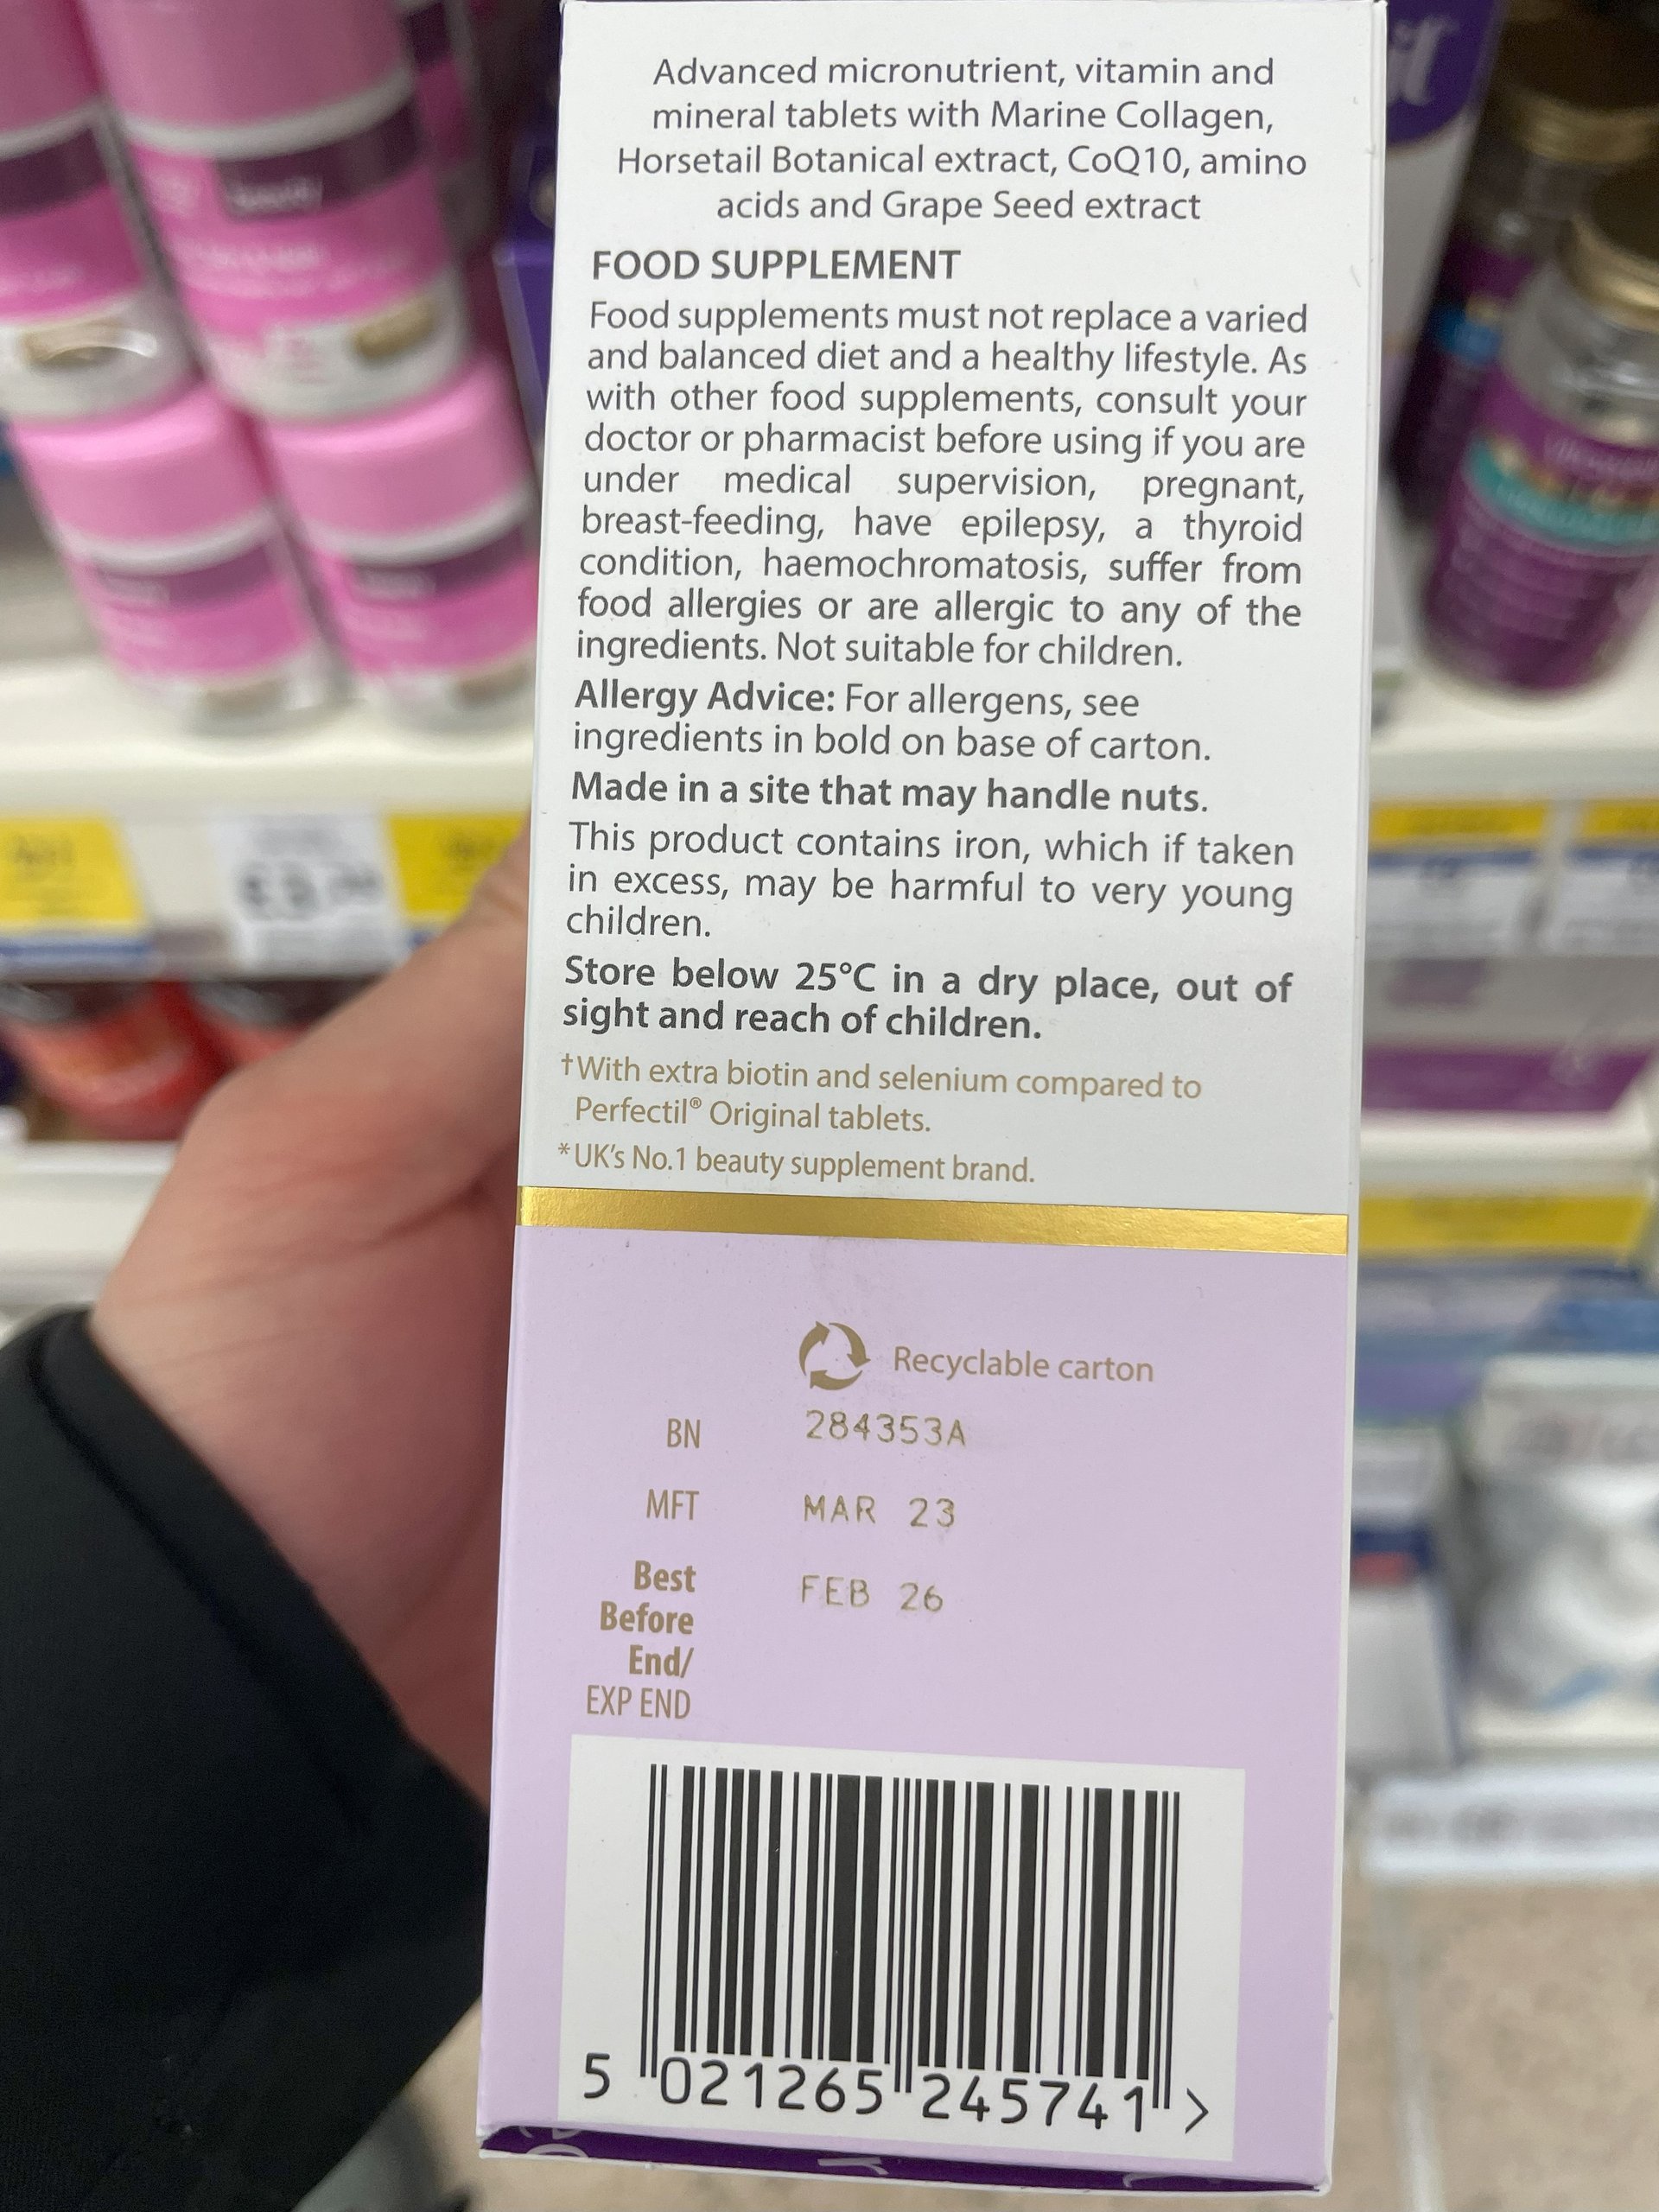 Advanced micronutrient, vitamin and
mineral tablets with Marine Collagen,
Horsetail Botanical extract, CoQ10, amino
acids and Grape Seed extract
FOOD SUPPLEMENT
Food supplements must not replace a varied
and balanced diet and a healthy lifestyle. As
with other food supplements, consult your
doctor or pharmacist before using if you are
under medical supervision, pregnant,
breast-feeding, have epilepsy, a thyroid
condition, haemochromatosis, suffer from
food allergies or are allergic to any of the
ingredients. Not suitable for children.
Allergy Advice: For allergens, see
ingredients in bold on base of carton.
Made in a site that may handle nuts.
This product contains iron, which if taken
in excess, may be harmful to very young
children.
Store below 25°C in a dry place, out of
sight and reach of children.
†With extra biotin and selenium compared to
Perfectil® Original tablets.
*UK's No.1 beauty supplement brand.
Recyclable carton
BN 284353A
MFT MAR 23
Best FEB 26
Before
End/
EXP END
5 021265 245741 >